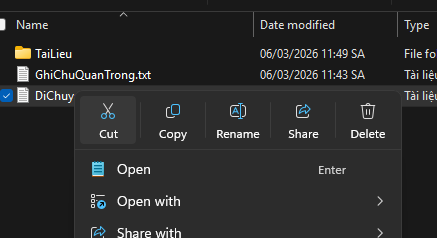 Name Date modified Type
TaiLieu 06/03/2026 11:49 SA File fo
GhiChuQuanTrong.txt 06/03/2026 11:43 SA Tài liệu
DiChuy Tài liệu
Cut Copy Rename Share Delete
Open Enter
Open with
Share with